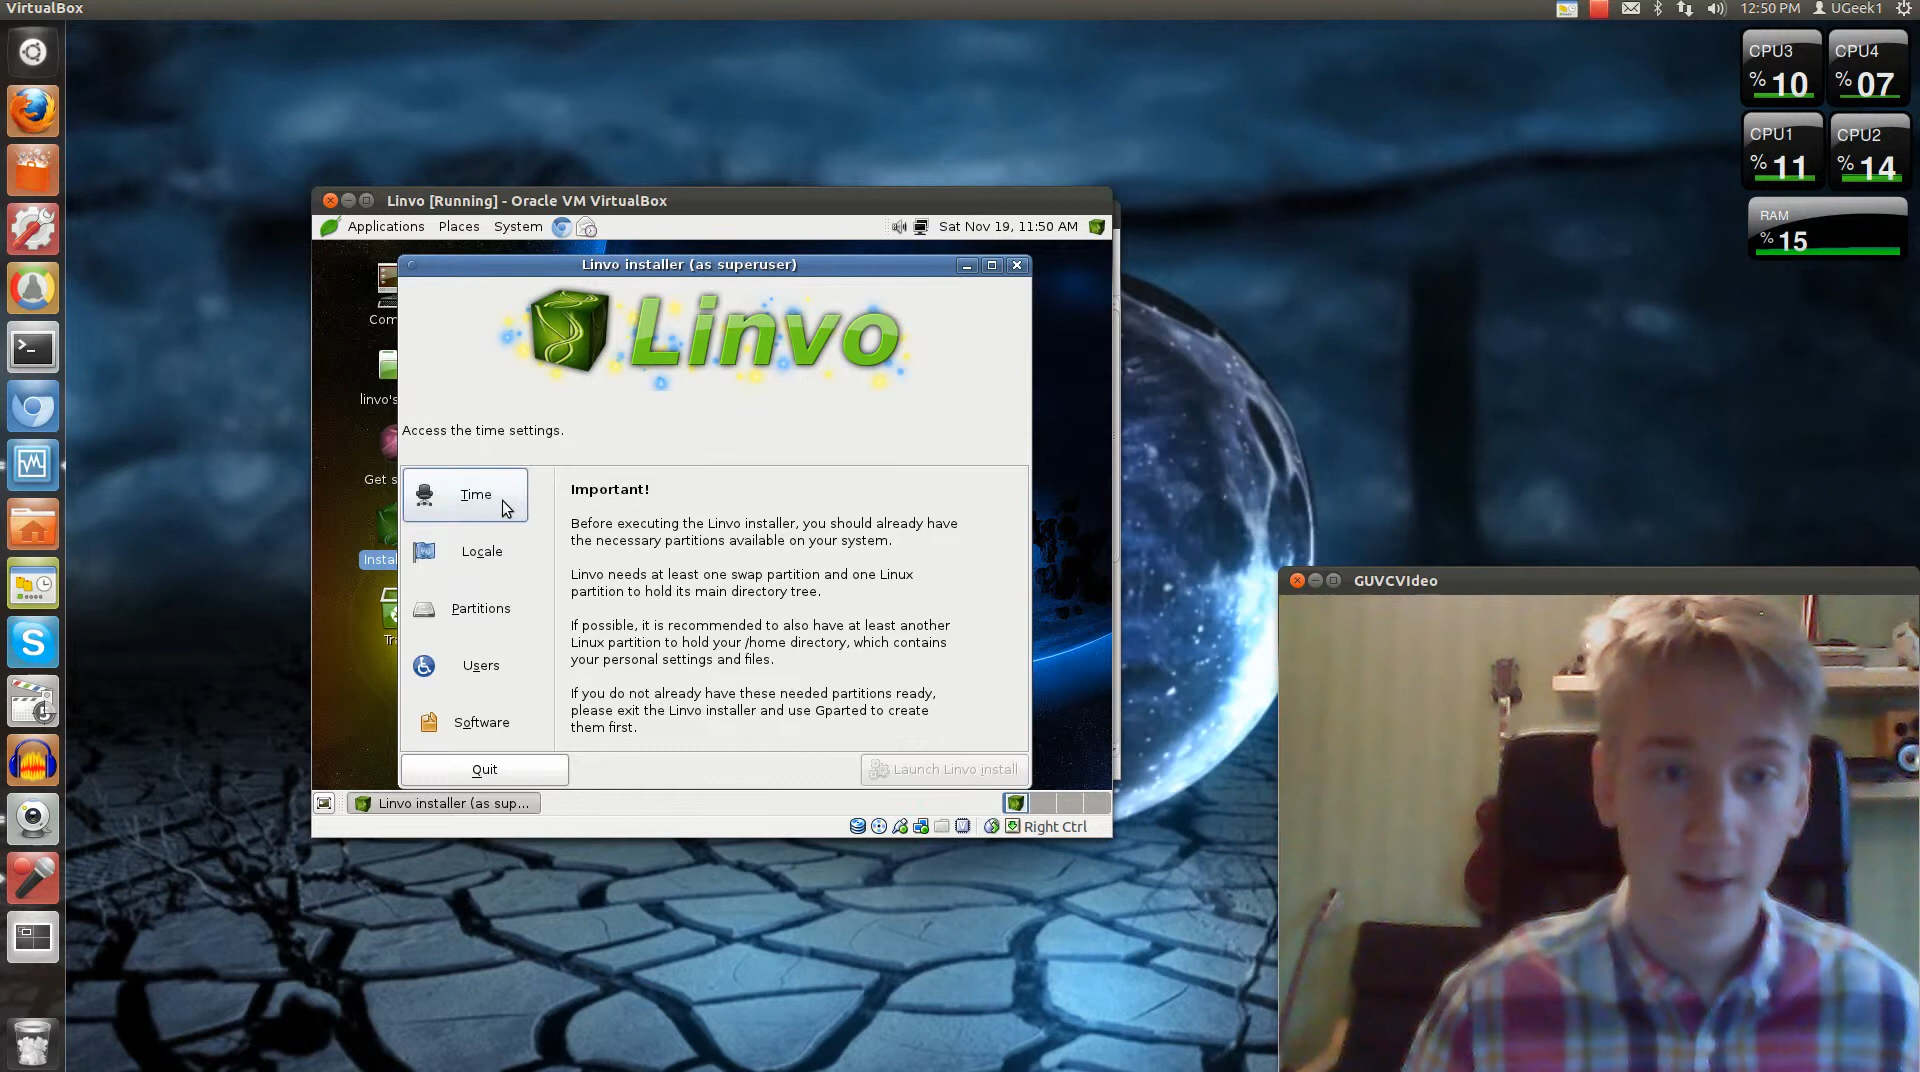 VirtualBox
12:50 PM
UGeek1
CPU3
% 10
CPU4
% 07
CPU1
% 11
CPU2
% 14
RAM
% 15
Linvo [Running] - Oracle VM VirtualBox
Applications Places System
Sat Nov 19, 11:50 AM
Linvo installer (as superuser)
Linvo
Com
linvo's
Get s
Instal
Tr
Access the time settings.
Time
Locale
Partitions
Users
Software
Important!
Before executing the Linvo installer, you should already have
the necessary partitions available on your system.
Linvo needs at least one swap partition and one Linux
partition to hold its main directory tree.
If possible, it is recommended to also have at least another
Linux partition to hold your /home directory, which contains
your personal settings and files.
If you do not already have these needed partitions ready,
please exit the Linvo installer and use Gparted to create
them first.
Quit
Launch Linvo install
Linvo installer (as sup...
Right Ctrl
GUVCVIdeo